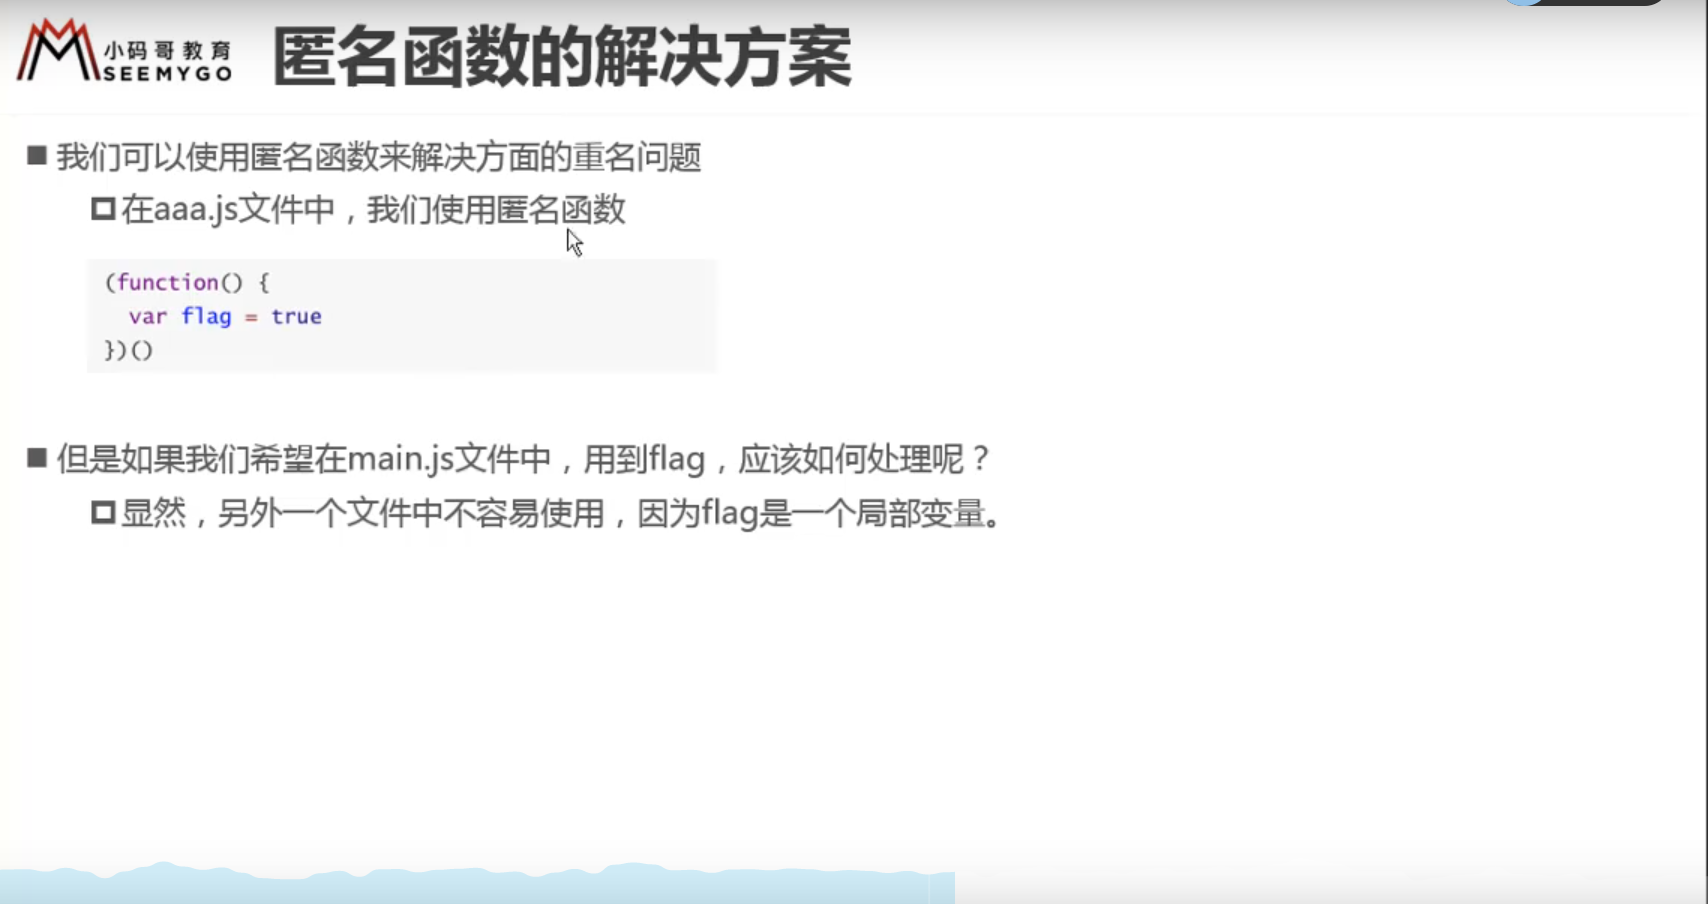 小码哥教育
SEEMYGO
匿名函数的解决方案
我们可以使用匿名函数来解决方面的重名问题
在aaa.js文件中，我们使用匿名函数
(function() {
var flag = true
})()
但是如果我们希望在main.js文件中，用到flag，应该如何处理呢？
显然，另外一个文件中不容易使用，因为flag是一个局部变量。